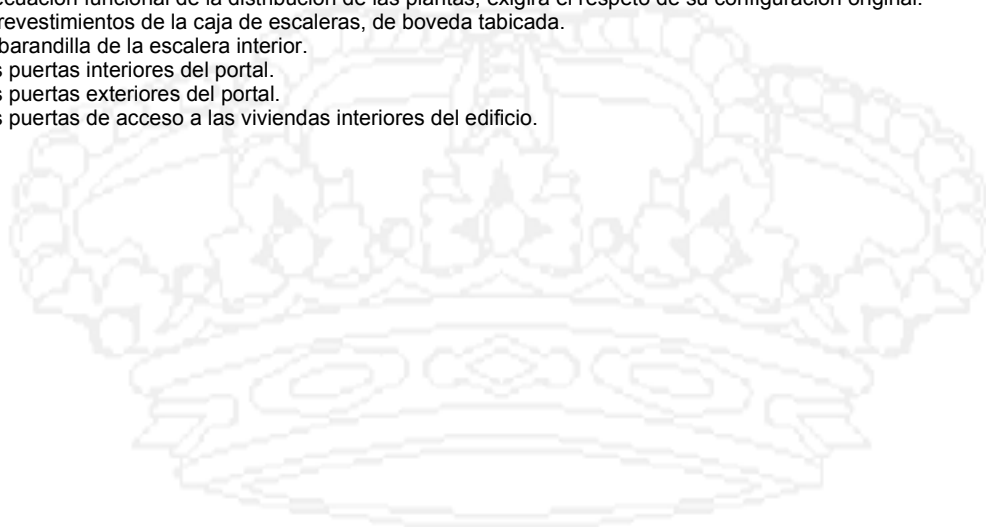 ecuación funcional de la distribución de las plantas, exigirá el respeto de su configuración original.
revestimientos de la caja de escaleras, de boveda tabicada.
barandilla de la escalera interior.
s puertas interiores del portal.
s puertas exteriores del portal.
s puertas de acceso a las viviendas interiores del edificio.